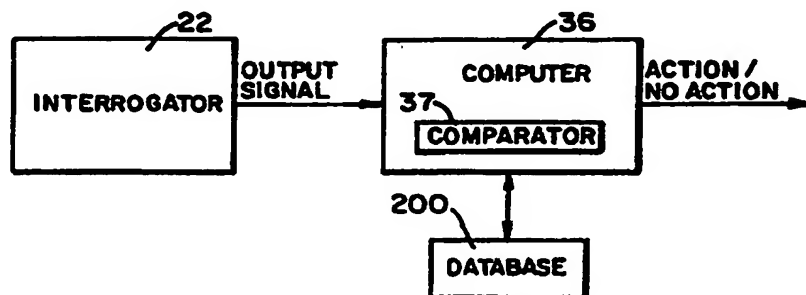 22
INTERROGATOR
OUTPUT
SIGNAL
36
COMPUTER
37
COMPARATOR
ACTION/
NO ACTION
200
DATABASE